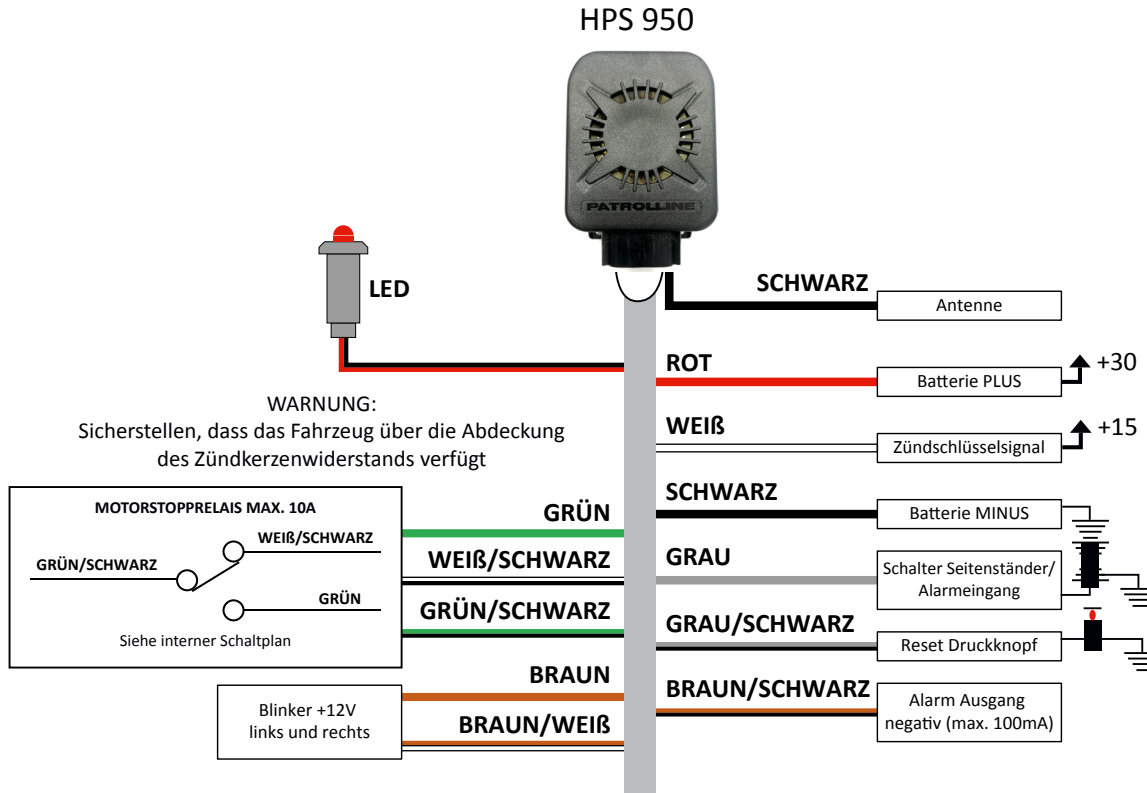 HPS 950
PATROLLINE
LED
SCHWARZ
Antenne
ROT
Batterie PLUS
+30
WARNUNG:
Sicherstellen, dass das Fahrzeug über die Abdeckung
des Zündkerzenwiderstands verfügt
WEIß
Zündschlüsselsignal
+15
MOTORSTOPPRELAIS MAX. 10A
WEIß/SCHWARZ
GRÜN/SCHWARZ
GRÜN
Siehe interner Schaltplan
GRÜN
WEIß/SCHWARZ
GRÜN/SCHWARZ
SCHWARZ
Batterie MINUS
GRAU
Schalter Seitenständer/
Alarmeingang
GRAU/SCHWARZ
Reset Druckknopf
BRAUN
BRAUN/WEIß
Blinker +12V
links und rechts
BRAUN/SCHWARZ
Alarm Ausgang
negativ (max. 100mA)